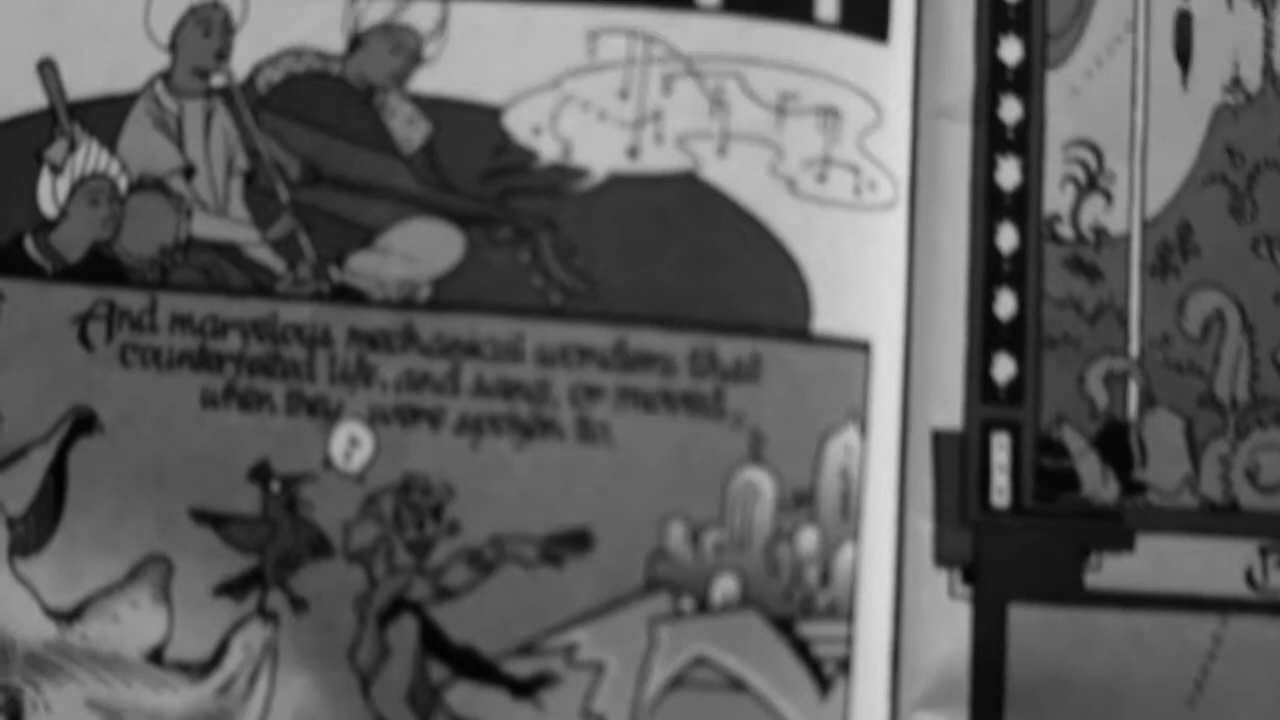 And marvelous mechanical wonders that
counterfeited life, and sang, or moved,
when they were spoken to.
?